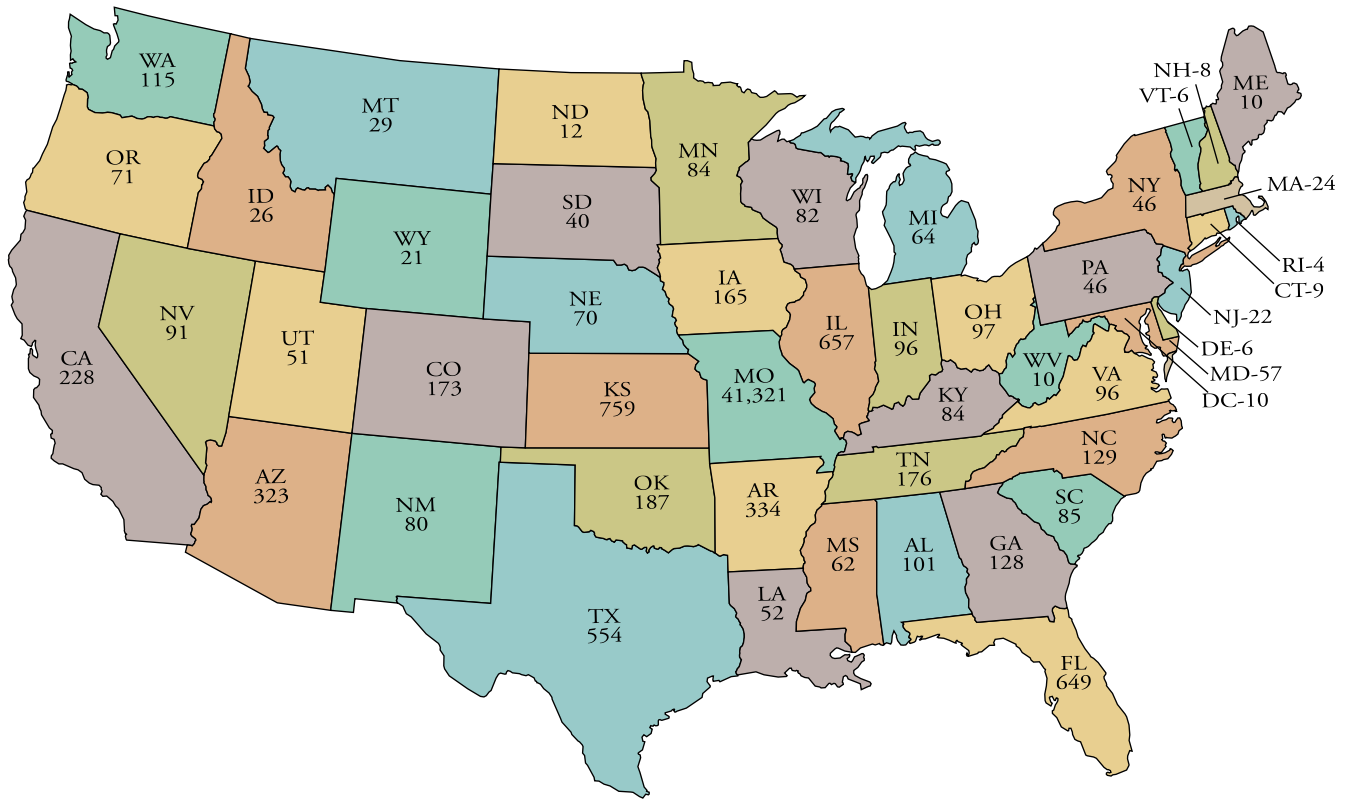 WA
115
OR
71
CA
228
NV
91
ID
26
MT
29
WY
21
UT
51
AZ
323
CO
173
NM
80
ND
12
SD
40
NE
70
KS
759
OK
187
TX
554
MN
84
IA
165
MO
41,321
AR
334
LA
52
WI
82
IL
657
MI
64
IN
96
OH
97
KY
84
TN
176
MS
62
AL
101
GA
128
FL
649
SC
85
NC
129
VA
96
WV
10
PA
46
NY
46
VT-6
NH-8
ME
10
MA-24
RI-4
CT-9
NJ-22
DE-6
MD-57
DC-10